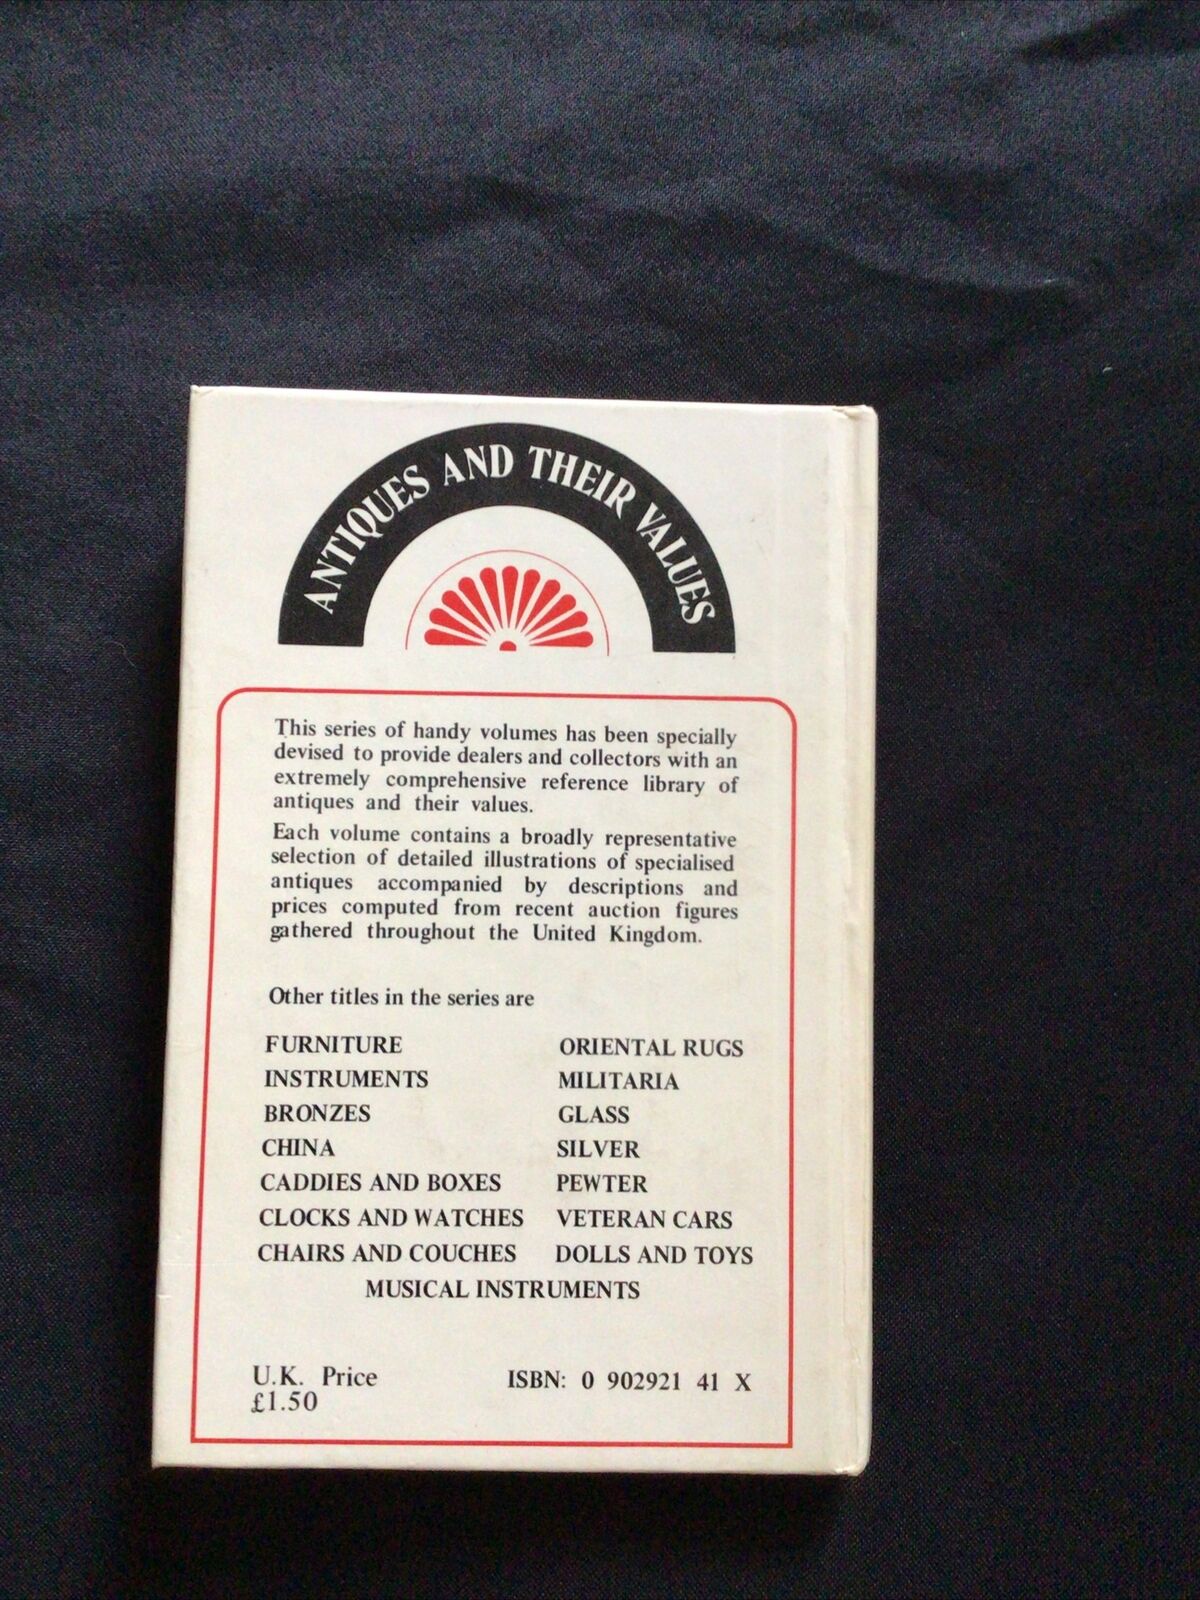 ANTIQUES AND THEIR VALUES
This series of handy volumes has been specially
devised to provide dealers and collectors with an
extremely comprehensive reference library of
antiques and their values.
Each volume contains a broadly representative
selection of detailed illustrations of specialised
antiques accompanied by descriptions and
prices computed from recent auction figures
gathered throughout the United Kingdom.
Other titles in the series are
FURNITURE
INSTRUMENTS
BRONZES
CHINA
CADDIES AND BOXES
CLOCKS AND WATCHES
CHAIRS AND COUCHES
ORIENTAL RUGS
MILITARIA
GLASS
SILVER
PEWTER
VETERAN CARS
DOLLS AND TOYS
MUSICAL INSTRUMENTS
U.K. Price
£1.50
ISBN: 0 902921 41 X